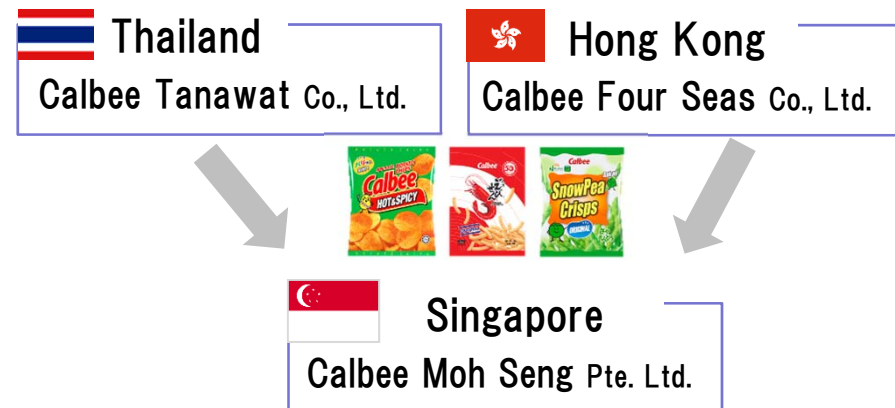 Thailand
Calbee Tanawat Co., Ltd.
Hong Kong
Calbee Four Seas Co., Ltd.
Calbee
HOT&SPICY
Calbee
Calbee
SnowPea
Crisps
ORIGINAL
Singapore
Calbee Moh Seng Pte. Ltd.